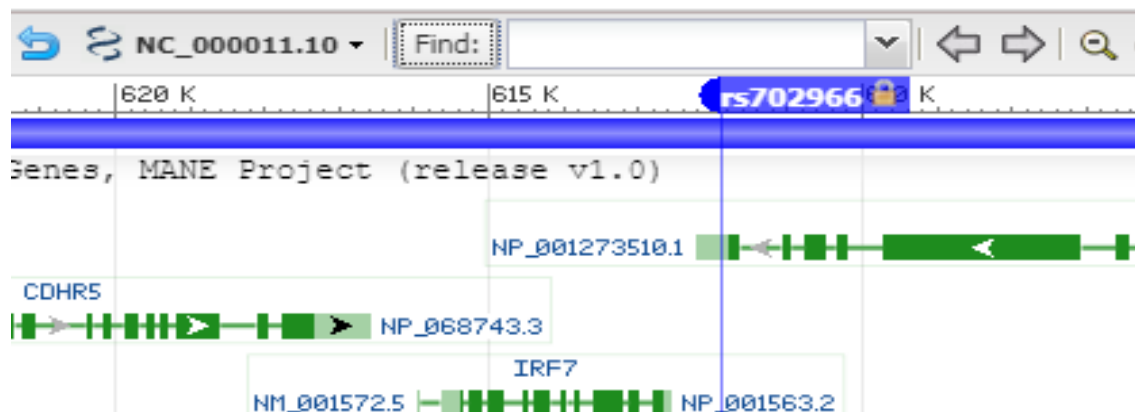 NC_000011.10 Find:
620 K 615 K rs702966 K
Genes, MANE Project (release v1.0)
NP_001273510.1
CDHR5
NP_068743.3
IRF7
NM_001572.5 NP_001563.2